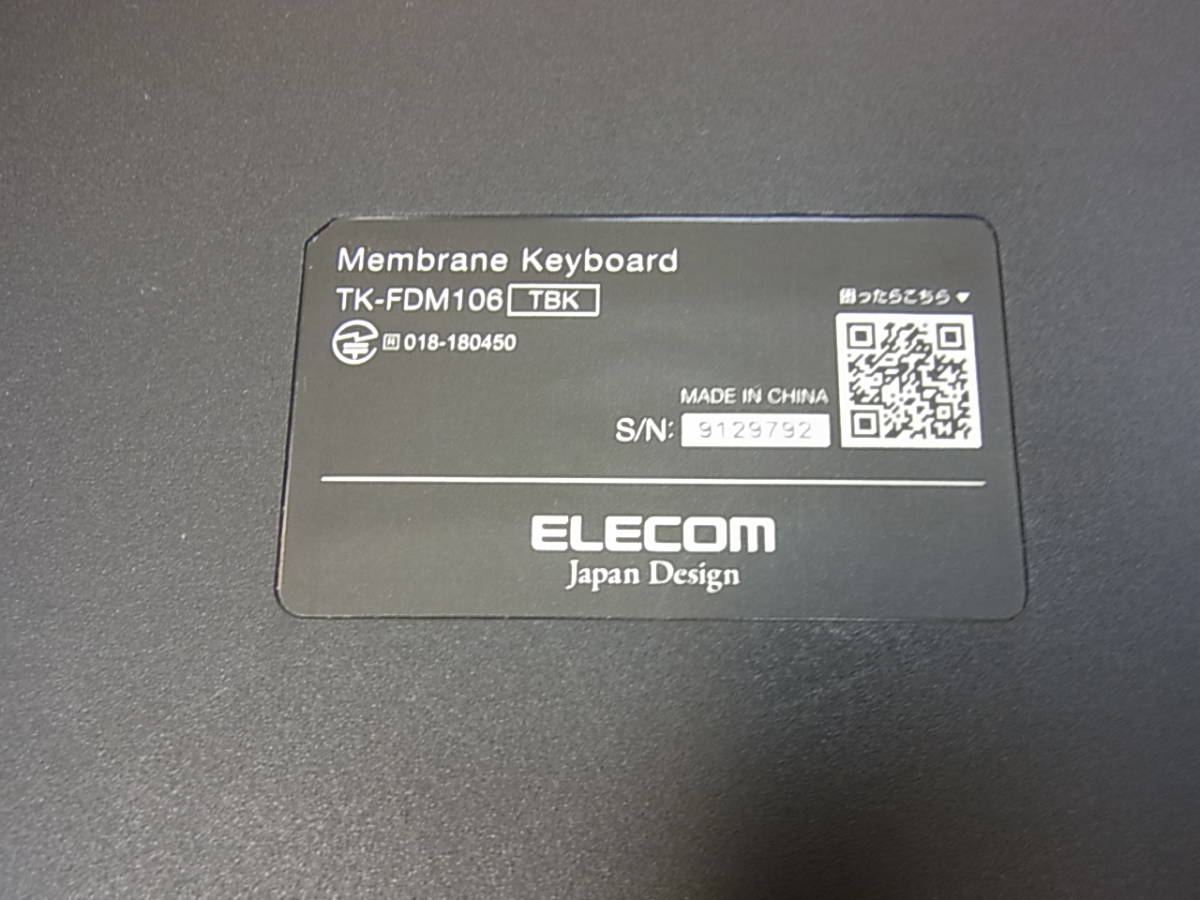 Membrane Keyboard
TK-FDM106 TBK
R 018-180450
困ったらこちら▼
MADE IN CHINA
S/N: 9129792
ELECOM
Japan Design